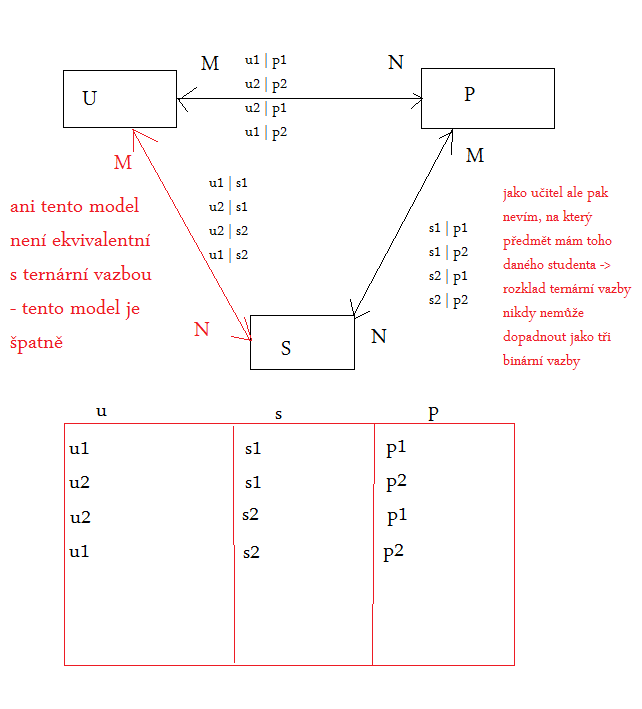 M
N
u1 | p1
u2 | p2
u2 | p1
u1 | p2
U
P
M
M
u1 | s1
u2 | s1
u2 | s2
u1 | s2
ani tento model
není ekvivalentní
s ternární vazbou
- tento model je
špatně
s1 | p1
s1 | p2
s2 | p1
s2 | p2
jako učitel ale pak
nevím, na který
předmět mám toho
daného studenta ->
rozklad ternární vazby
nikdy nemůže
dopadnout jako tři
binární vazby
N
S
N
u s p
u1 s1 p1
u2 s1 p2
u2 s2 p1
u1 s2 p2